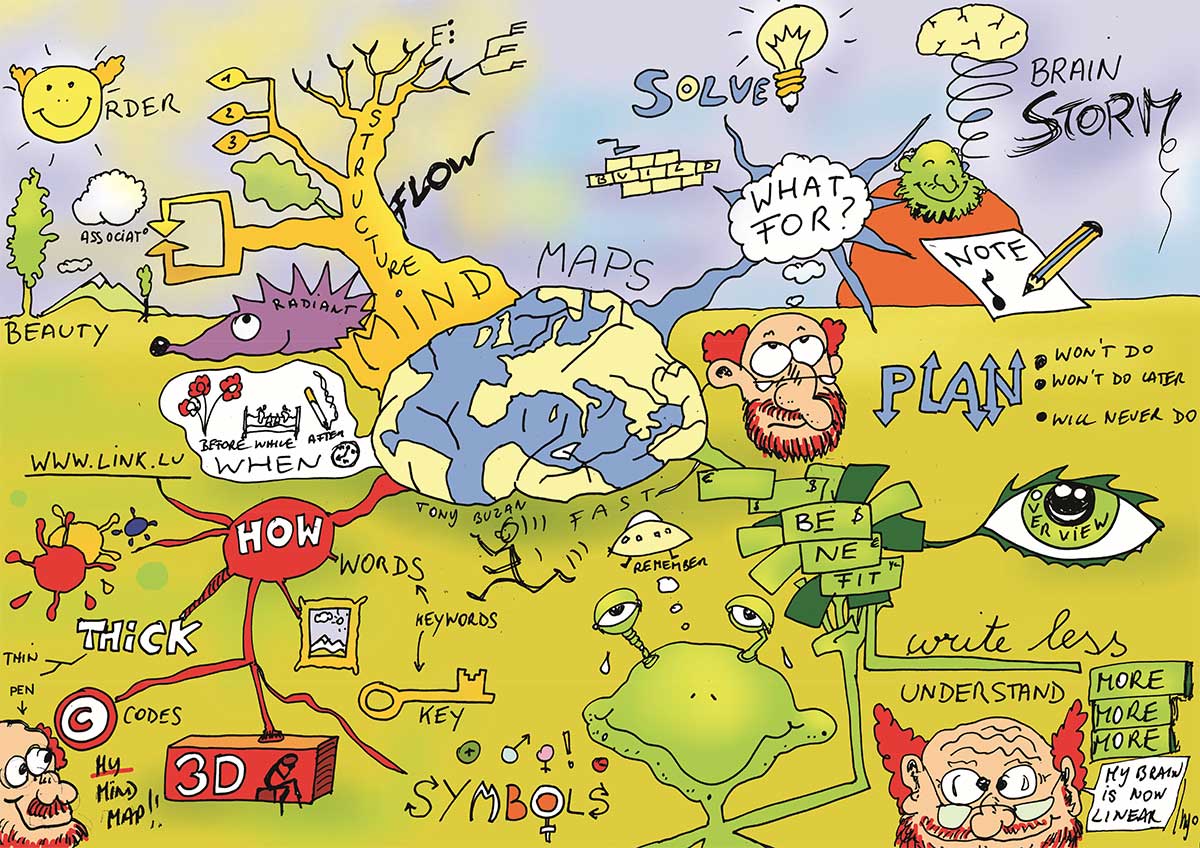 ORDER
1
2
3
E:
STRUCTURE
FLOW
SOLVE
BRAIN
STORM
BUILD
WHAT
FOR?
NOTE
ASSOCIAT°
BEAUTY
RADIANT
MIND
MAPS
PLAN
WON'T DO
WON'T DO LATER
WILL NEVER DO
BEFORE WHILE AFTER
WHEN
WWW.LINK.LU
TONY BUZAN
FAST
$
€
BE
NE
FIT
OVERVIEW
HOW
WORDS
REMEMBER
KEYWORDS
THICK
THIN
PEN
KEY
C CODES
3D
MY
MIND
MAP!!
SYMBOLS
write less
UNDERSTAND
MORE
MORE
MORE
MY BRAIN
IS NOW
LINEAR